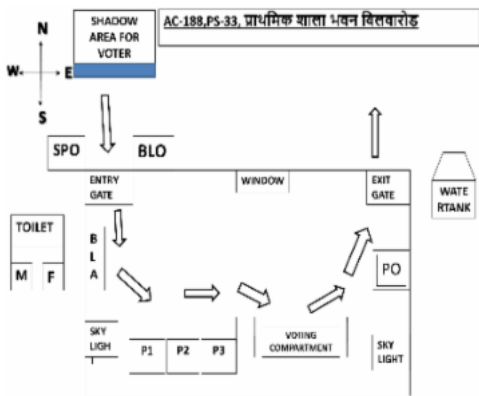 N
W E
S
SHADOW
AREA FOR
VOTER
AC-188,PS-33, प्राथमिक शाला भवन विलवारोड़
SPO
BLO
ENTRY
GATE
WINDOW
EXIT
GATE
WATE
RTANK
TOILET
M F
B
L
A
PO
SKY
LIGH
T
P1 P2 P3
VOTING
COMPARTMENT
SKY
LIGHT